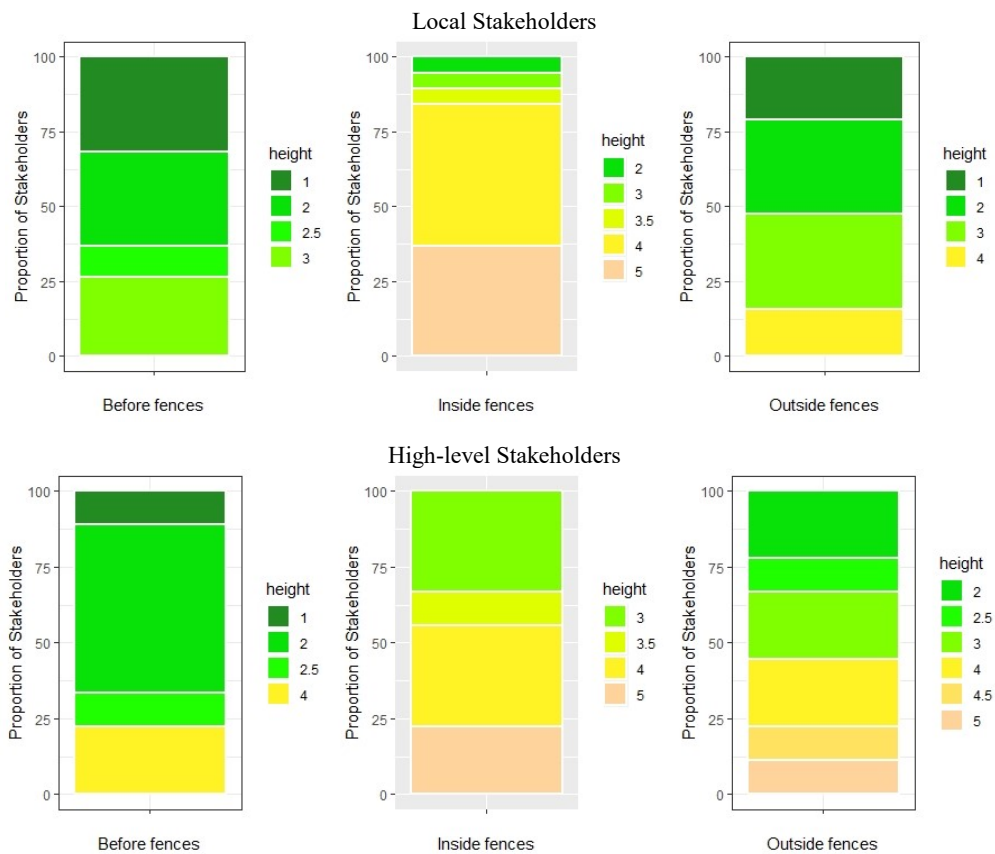 Local Stakeholders
Proportion of Stakeholders
100
75
50
25
0
Before fences
height
1
2
2.5
3
Proportion of Stakeholders
100
75
50
25
0
Inside fences
height
2
3
3.5
4
5
Proportion of Stakeholders
100
75
50
25
0
Outside fences
height
1
2
3
4
High-level Stakeholders
Proportion of Stakeholders
100
75
50
25
0
Before fences
height
1
2
2.5
4
Proportion of Stakeholders
100
75
50
25
0
Inside fences
height
3
3.5
4
5
Proportion of Stakeholders
100
75
50
25
0
Outside fences
height
2
2.5
3
4
4.5
5